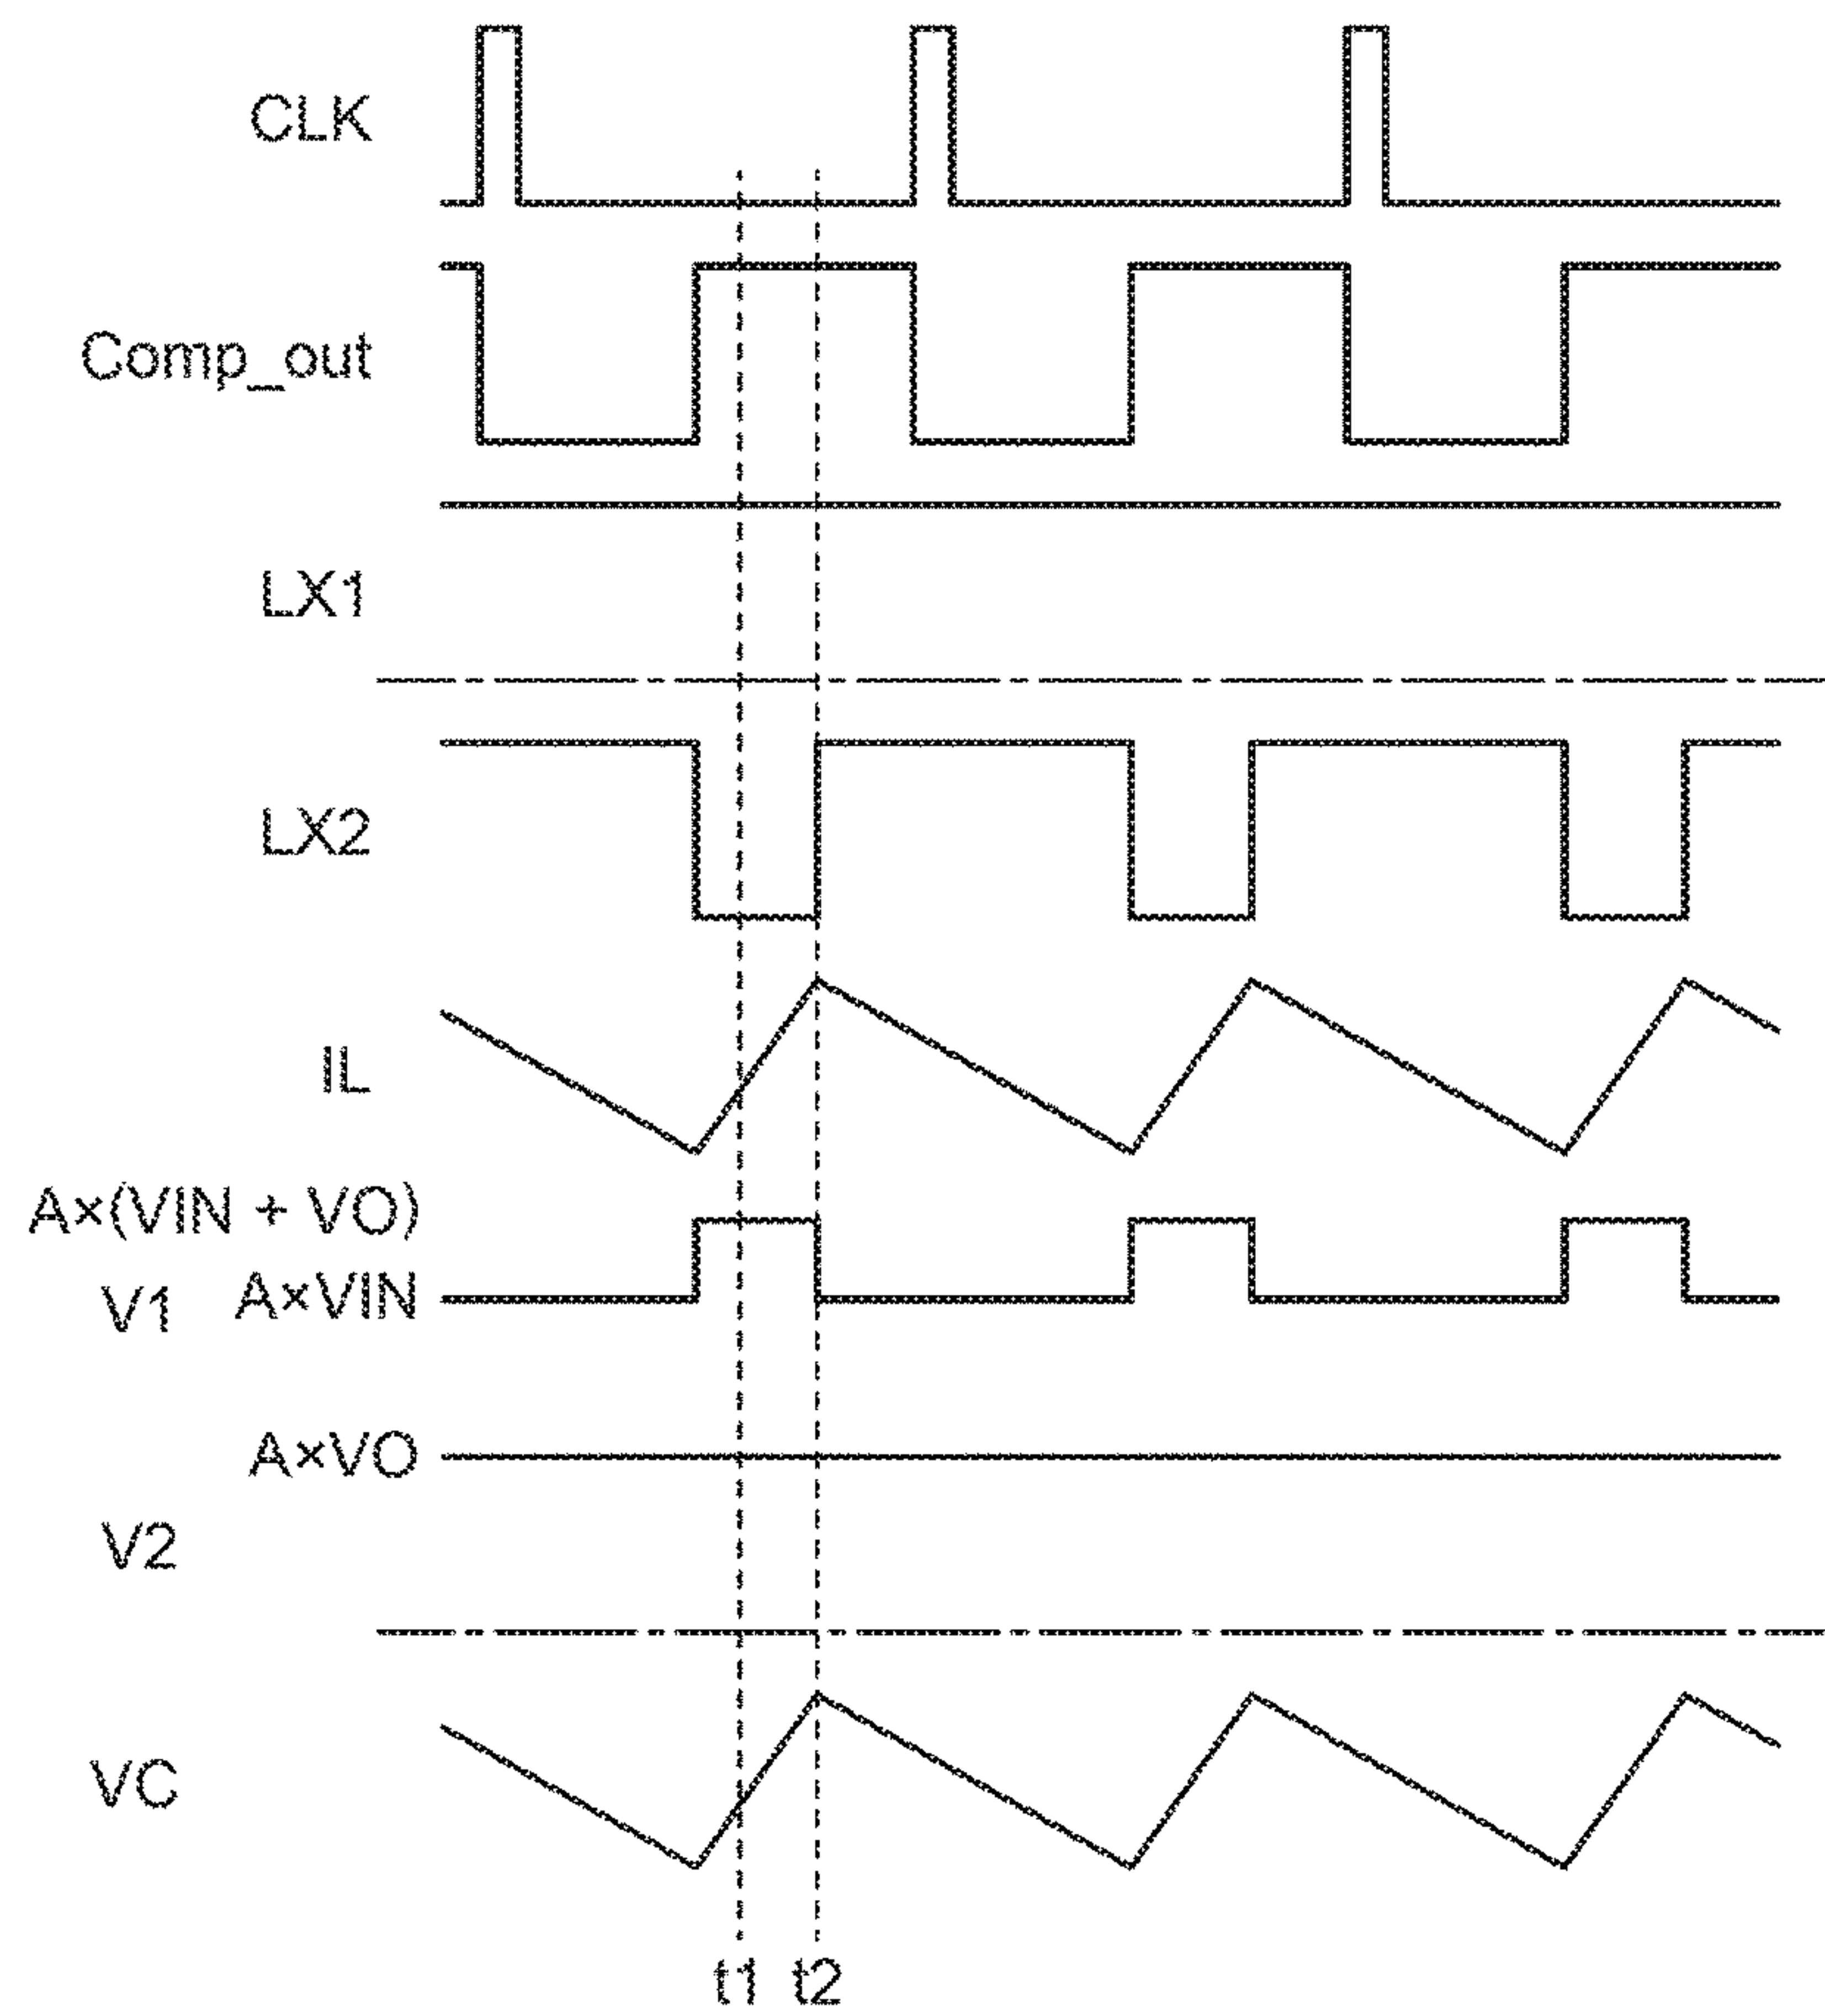 CLK
Comp_out
LX1
LX2
IL
A×(VIN + VO)
V1 A×VIN
A×VO
V2
VC
t1 t2